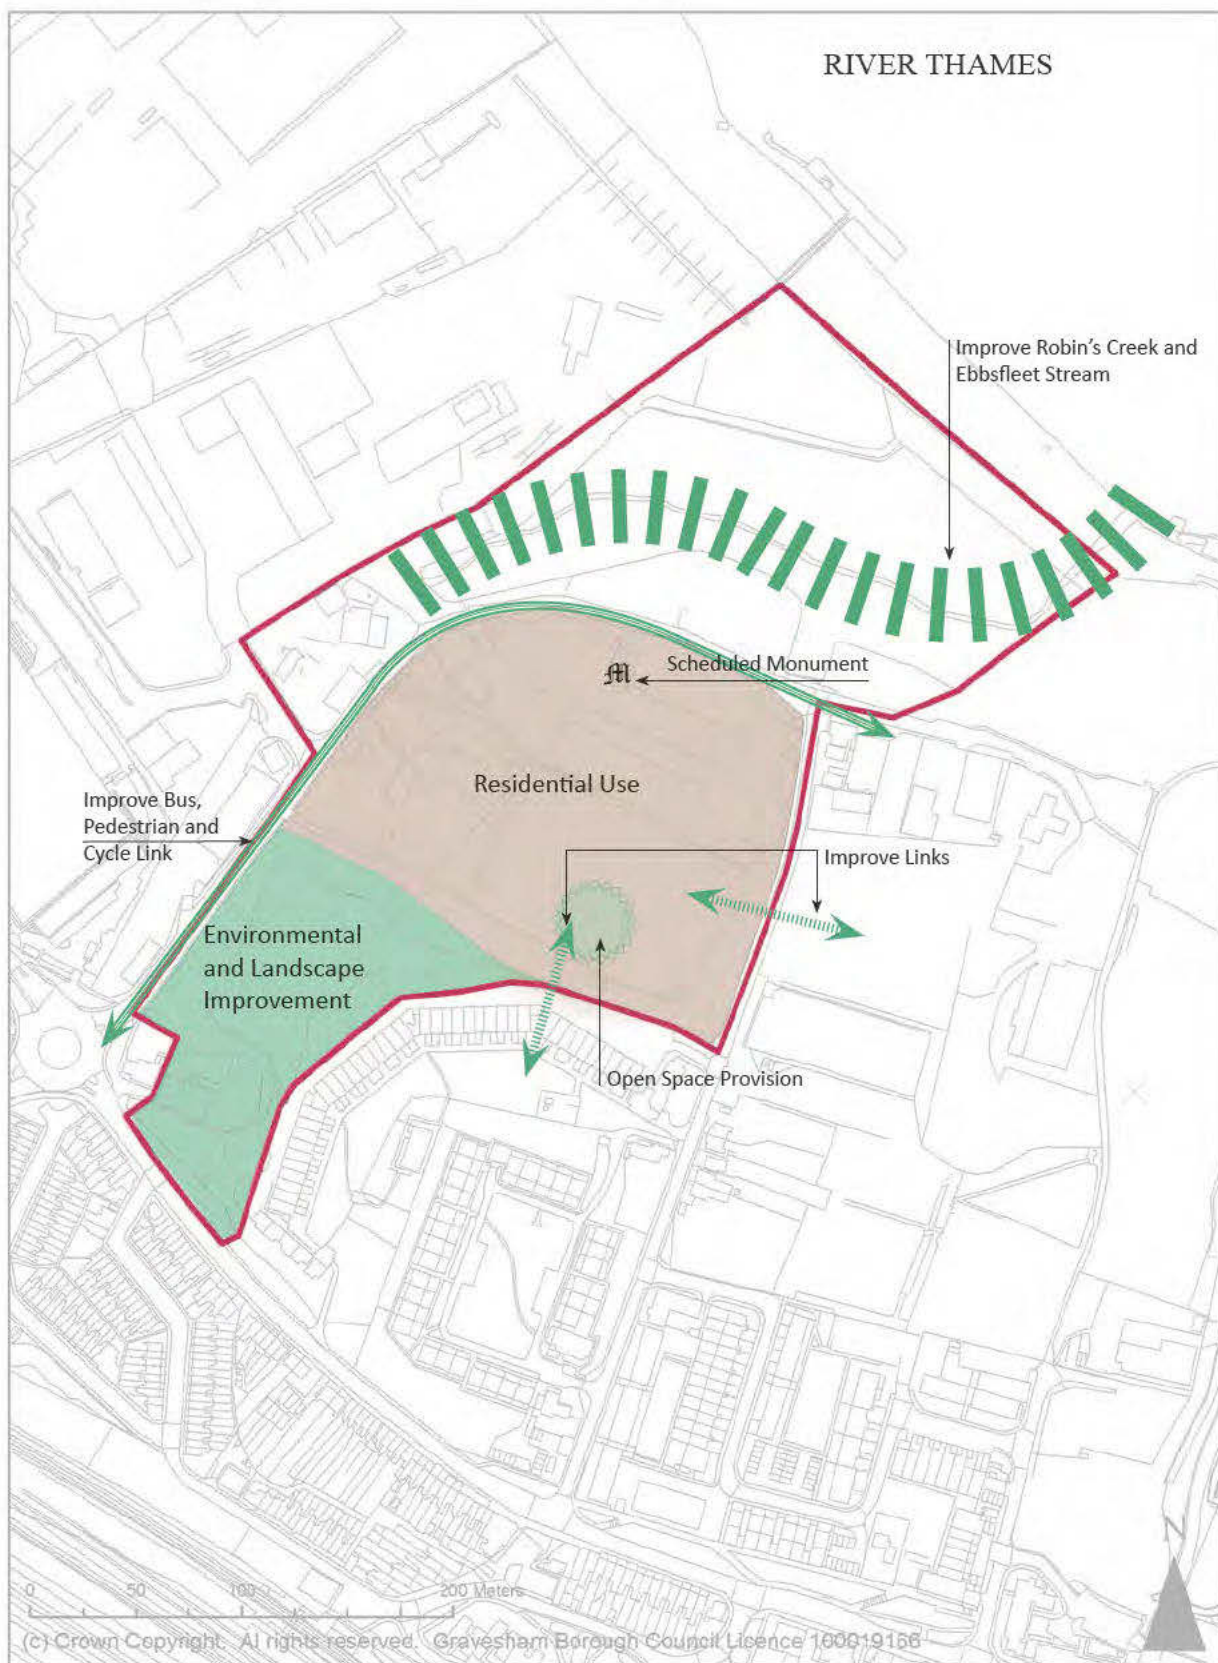 RIVER THAMES
Improve Robin's Creek and
Ebbsfleet Stream
Scheduled Monument
M
Residential Use
Improve Bus,
Pedestrian and
Cycle Link
Improve Links
Environmental
and Landscape
Improvement
Open Space Provision
N
0 50 100 200 Meters
(c) Crown Copyright. Al rights reserved. Gravesham Borough Council Licence 100019166